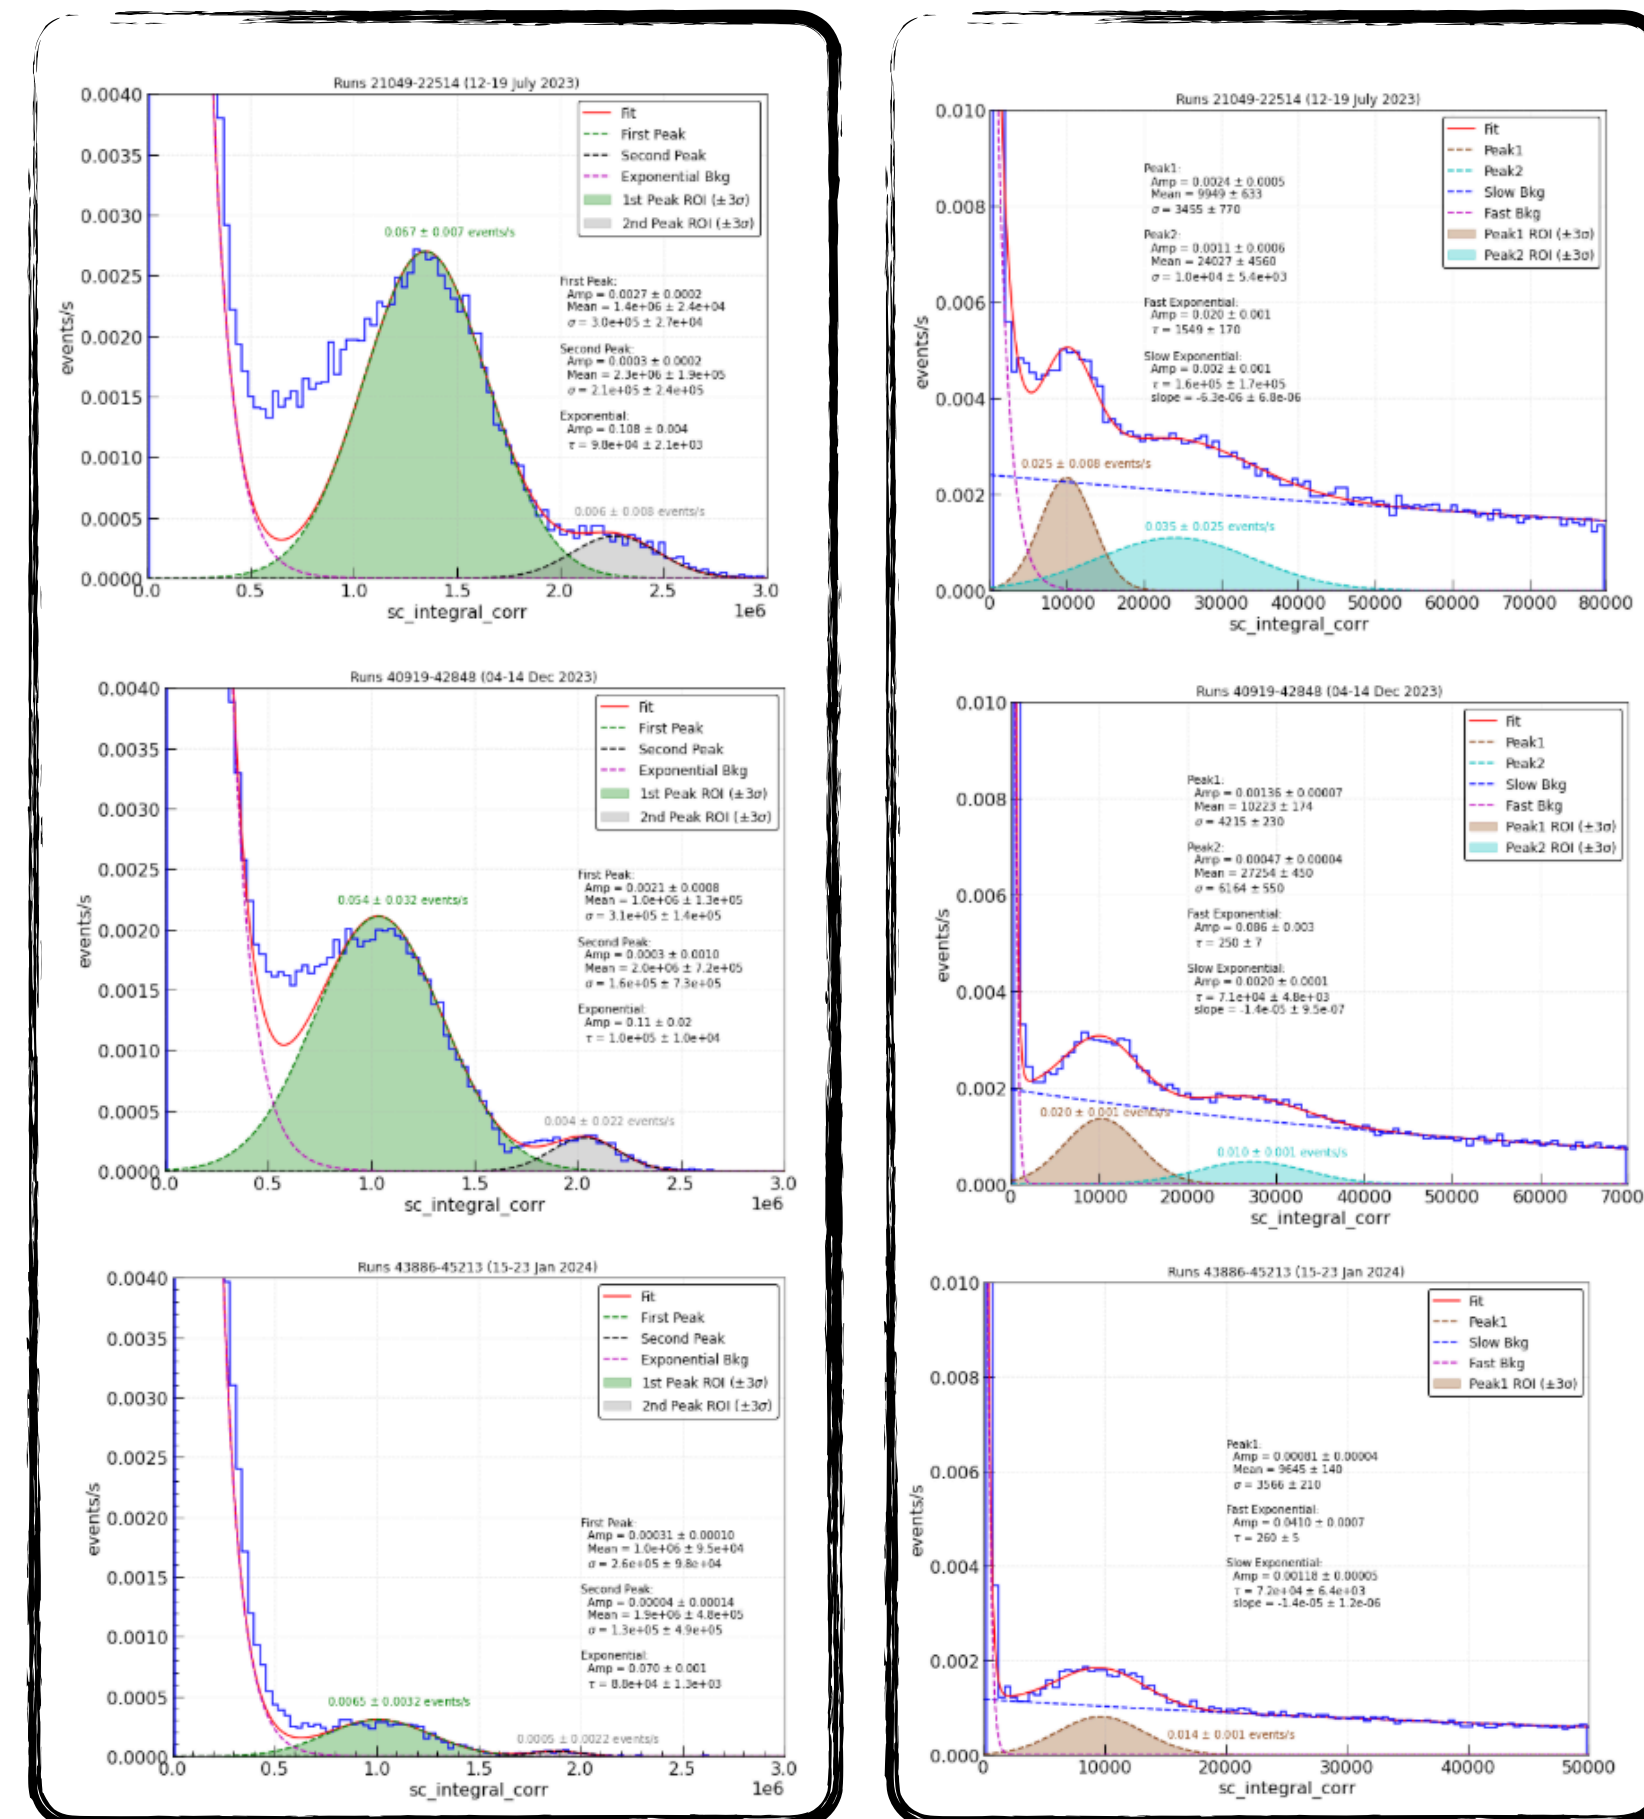 Runs 21049-22514 (12-19 July 2023)
0.0040
0.0035
0.0030
0.0025
0.0020
0.0015
0.0010
0.0005
0.0000
events/s
Fit
First Peak
Second Peak
Exponential Bkg
1st Peak ROI (±3σ)
2nd Peak ROI (±3σ)
0.067 ± 0.007 events/s
First Peak:
Amp = 0.0027 ± 0.0002
Mean = 1.4e+06 ± 2.4e+04
σ = 3.0e+05 ± 2.7e+04
Second Peak:
Amp = 0.0003 ± 0.0002
Mean = 2.3e+06 ± 1.9e+05
σ = 2.1e+05 ± 2.4e+05
Exponential:
Amp = 0.108 ± 0.004
τ = 9.8e+04 ± 2.1e+03
0.006 ± 0.008 events/s
0.0 0.5 1.0 1.5 2.0 2.5 3.0
sc_integral_corr
1e6
Runs 40919-42848 (04-14 Dec 2023)
0.0040
0.0035
0.0030
0.0025
0.0020
0.0015
0.0010
0.0005
0.0000
events/s
Fit
First Peak
Second Peak
Exponential Bkg
1st Peak ROI (±3σ)
2nd Peak ROI (±3σ)
0.054 ± 0.032 events/s
First Peak:
Amp = 0.0021 ± 0.0008
Mean = 1.0e+06 ± 1.3e+05
σ = 3.1e+05 ± 1.4e+05
Second Peak:
Amp = 0.0003 ± 0.0010
Mean = 2.0e+06 ± 7.2e+05
σ = 1.6e+05 ± 7.3e+05
Exponential:
Amp = 0.11 ± 0.02
τ = 1.0e+05 ± 1.0e+04
0.004 ± 0.022 events/s
0.0 0.5 1.0 1.5 2.0 2.5 3.0
sc_integral_corr
1e6
Runs 43886-45213 (15-23 Jan 2024)
0.0040
0.0035
0.0030
0.0025
0.0020
0.0015
0.0010
0.0005
0.0000
events/s
Fit
First Peak
Second Peak
Exponential Bkg
1st Peak ROI (±3σ)
2nd Peak ROI (±3σ)
First Peak:
Amp = 0.00031 ± 0.00010
Mean = 1.0e+06 ± 9.5e+04
σ = 2.6e+05 ± 9.8e+04
Second Peak:
Amp = 0.00004 ± 0.00014
Mean = 1.9e+06 ± 4.8e+05
σ = 1.3e+05 ± 4.9e+05
Exponential:
Amp = 0.070 ± 0.001
τ = 8.8e+04 ± 1.3e+03
0.0065 ± 0.0032 events/s
0.0005 ± 0.0022 events/s
0.0 0.5 1.0 1.5 2.0 2.5 3.0
sc_integral_corr
1e6
Runs 21049-22514 (12-19 July 2023)
0.010
0.008
0.006
0.004
0.002
0.000
events/s
Fit
Peak1
Peak2
Slow Bkg
Fast Bkg
Peak1 ROI (±3σ)
Peak2 ROI (±3σ)
Peak1:
Amp = 0.0024 ± 0.0005
Mean = 9949 ± 633
σ = 3455 ± 770
Peak2:
Amp = 0.0011 ± 0.0006
Mean = 24027 ± 4560
σ = 1.0e+04 ± 5.4e+03
Fast Exponential:
Amp = 0.020 ± 0.001
τ = 1549 ± 170
Slow Exponential:
Amp = 0.002 ± 0.001
τ = 1.6e+05 ± 1.7e+05
slope = -6.3e-06 ± 6.8e-06
0.025 ± 0.008 events/s
0.035 ± 0.025 events/s
0 10000 20000 30000 40000 50000 60000 70000 80000
sc_integral_corr
Runs 40919-42848 (04-14 Dec 2023)
0.010
0.008
0.006
0.004
0.002
0.000
events/s
Fit
Peak1
Peak2
Slow Bkg
Fast Bkg
Peak1 ROI (±3σ)
Peak2 ROI (±3σ)
Peak1:
Amp = 0.00136 ± 0.00007
Mean = 10223 ± 174
σ = 4215 ± 230
Peak2:
Amp = 0.00047 ± 0.00004
Mean = 27254 ± 450
σ = 6164 ± 550
Fast Exponential:
Amp = 0.086 ± 0.003
τ = 250 ± 7
Slow Exponential:
Amp = 0.0020 ± 0.0001
τ = 7.1e+04 ± 4.8e+03
slope = -1.4e-05 ± 9.5e-07
0.020 ± 0.001 events/s
0.010 ± 0.001 events/s
0 10000 20000 30000 40000 50000 60000 7000
sc_integral_corr
Runs 43886-45213 (15-23 Jan 2024)
0.010
0.008
0.006
0.004
0.002
0.000
events/s
Fit
Peak1
Slow Bkg
Fast Bkg
Peak1 ROI (±3σ)
Peak1:
Amp = 0.00081 ± 0.00004
Mean = 9645 ± 140
σ = 3566 ± 210
Fast Exponential:
Amp = 0.0410 ± 0.0007
τ = 260 ± 5
Slow Exponential:
Amp = 0.00118 ± 0.00005
τ = 7.2e+04 ± 6.4e+03
slope = -1.4e-05 ± 1.2e-06
0.014 ± 0.001 events/s
0 10000 20000 30000 40000 50000
sc_integral_corr